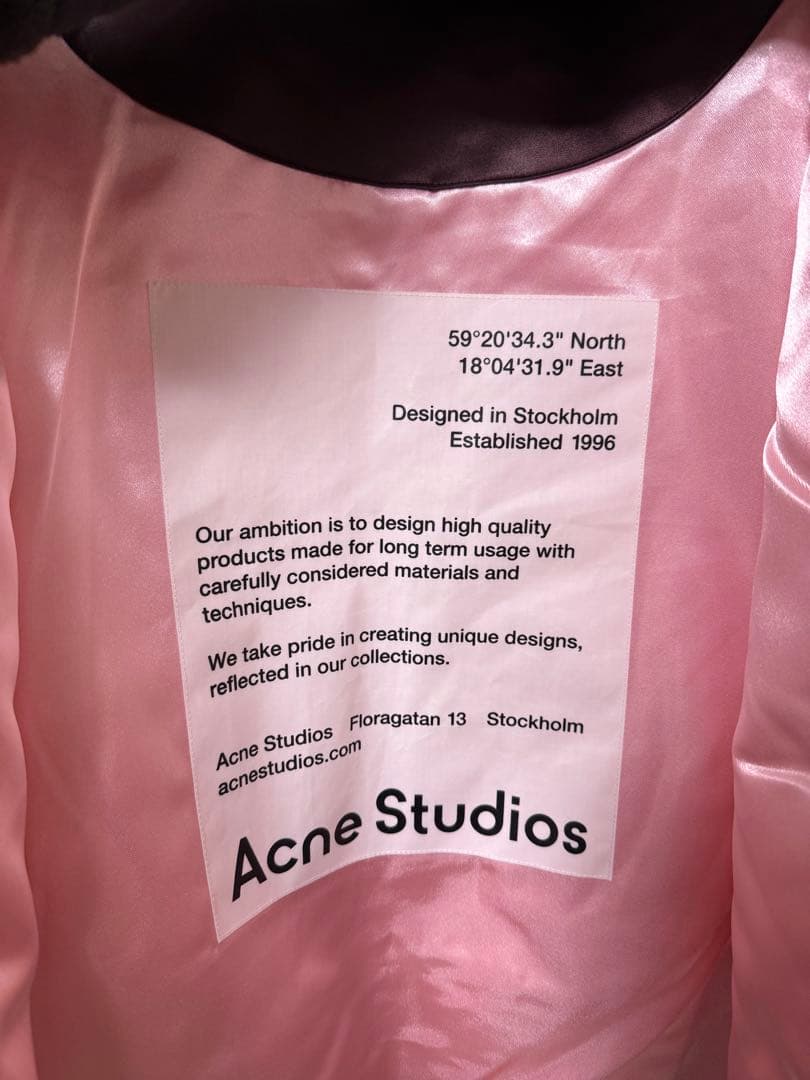 59°20'34.3" North
18°04'31.9" East
Designed in Stockholm
Established 1996
Our ambition is to design high quality
products made for long term usage with
carefully considered materials and
techniques.
We take pride in creating unique designs,
reflected in our collections.
Acne Studios Floragatan 13 Stockholm
acnestudios.com
Acne Studios